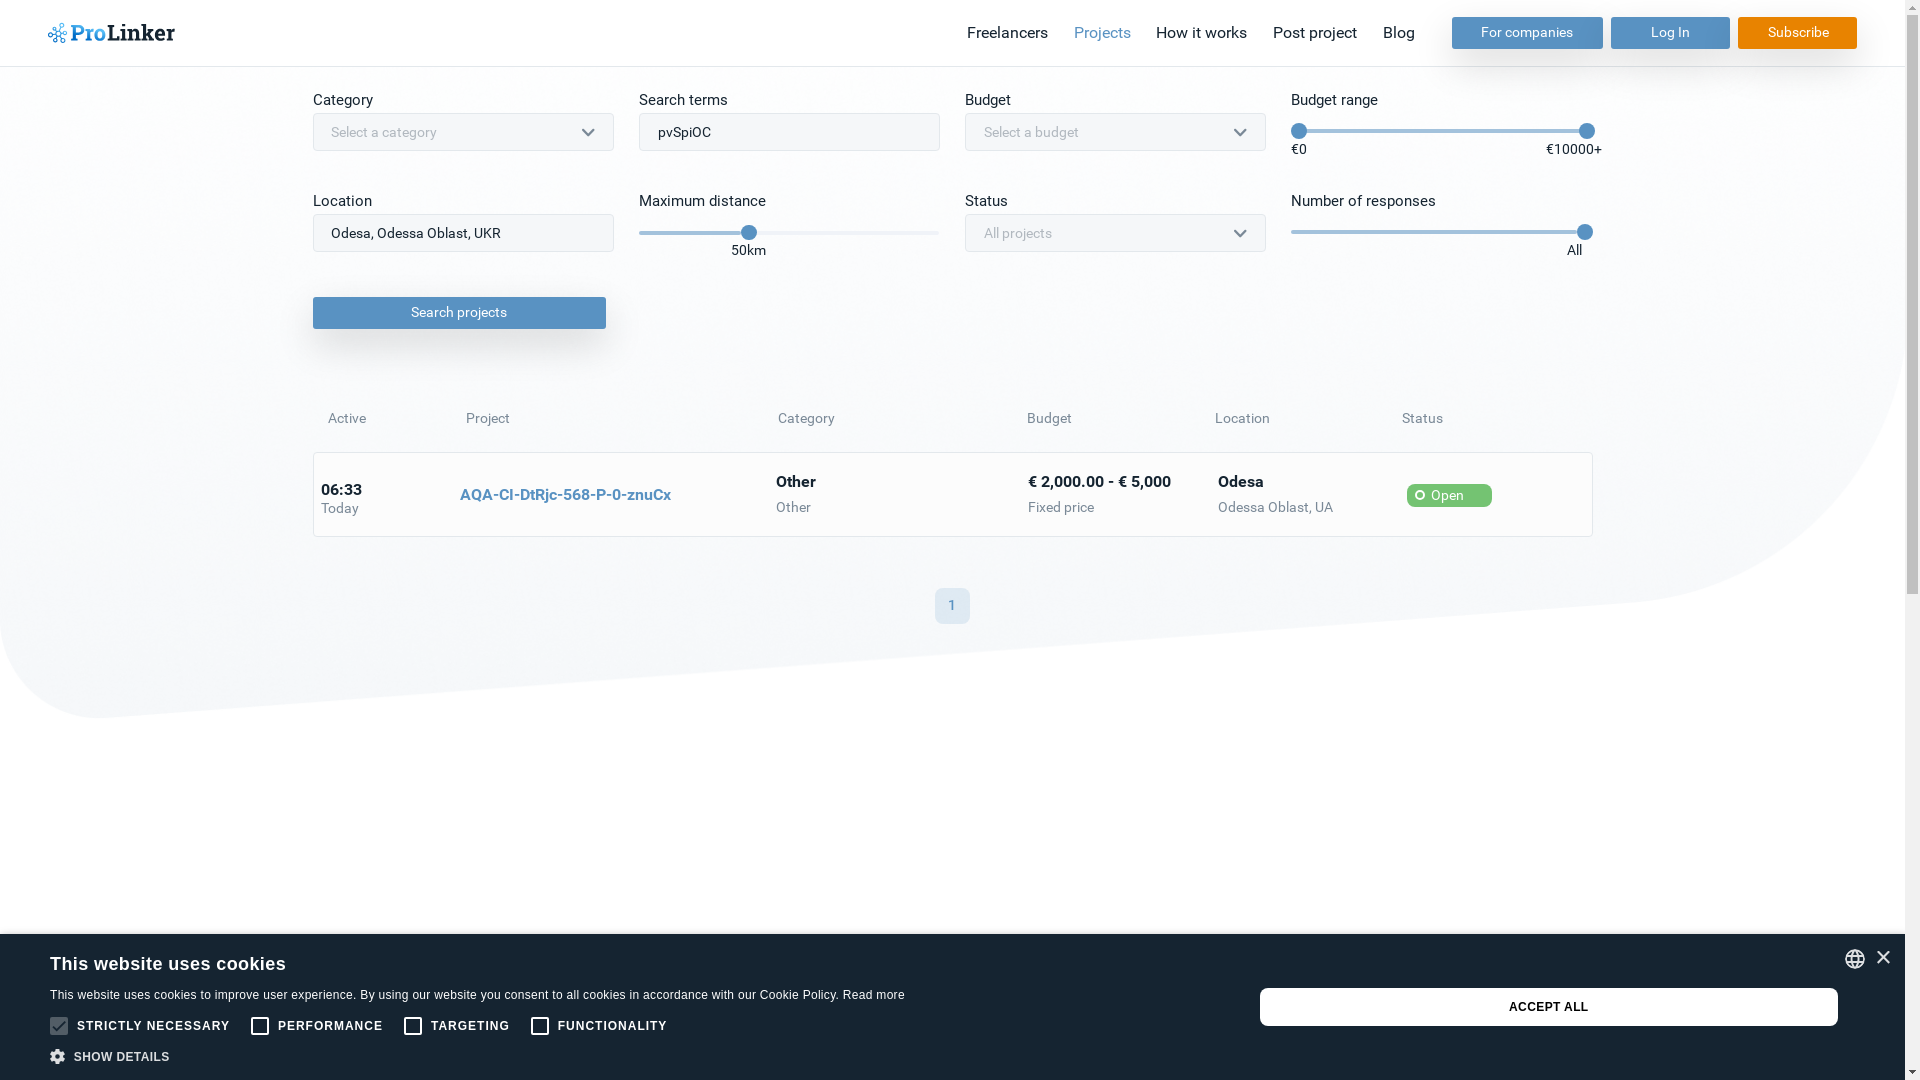 ProLinker
Freelancers Projects How it works Post project Blog For companies Log In Subscribe
Category Search terms Budget Budget range
Select a category pvSpiOC Select a budget
€0 €10000+
Location Maximum distance Status Number of responses
Odesa, Odessa Oblast, UKR All projects
50km All
Search projects
Active Project Category Budget Location Status
06:33 AQA-CI-DtRjc-568-P-0-znuCx Other € 2,000.00 - € 5,000 Odesa Open
Today Other Fixed price Odessa Oblast, UA
1
This website uses cookies
This website uses cookies to improve user experience. By using our website you consent to all cookies in accordance with our Cookie Policy. Read more
STRICTLY NECESSARY PERFORMANCE TARGETING FUNCTIONALITY
ACCEPT ALL
SHOW DETAILS